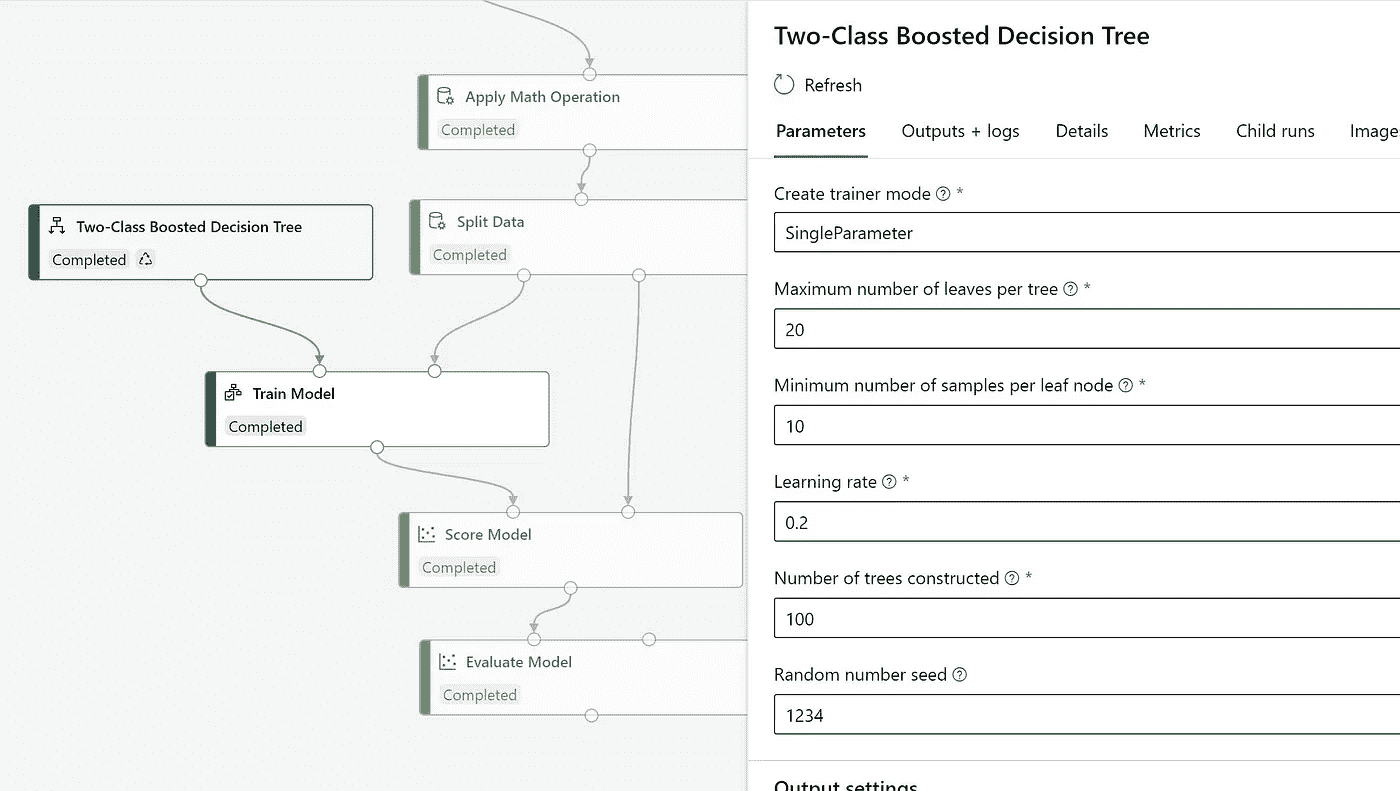 Apply Math Operation
Completed
Two-Class Boosted Decision Tree
Completed
Split Data
Completed
Train Model
Completed
Score Model
Completed
Evaluate Model
Completed
Two-Class Boosted Decision Tree
Refresh
Parameters Outputs + logs Details Metrics Child runs Image
Create trainer mode ? *
SingleParameter
Maximum number of leaves per tree ? *
20
Minimum number of samples per leaf node ? *
10
Learning rate ? *
0.2
Number of trees constructed ? *
100
Random number seed ?
1234
Output settings